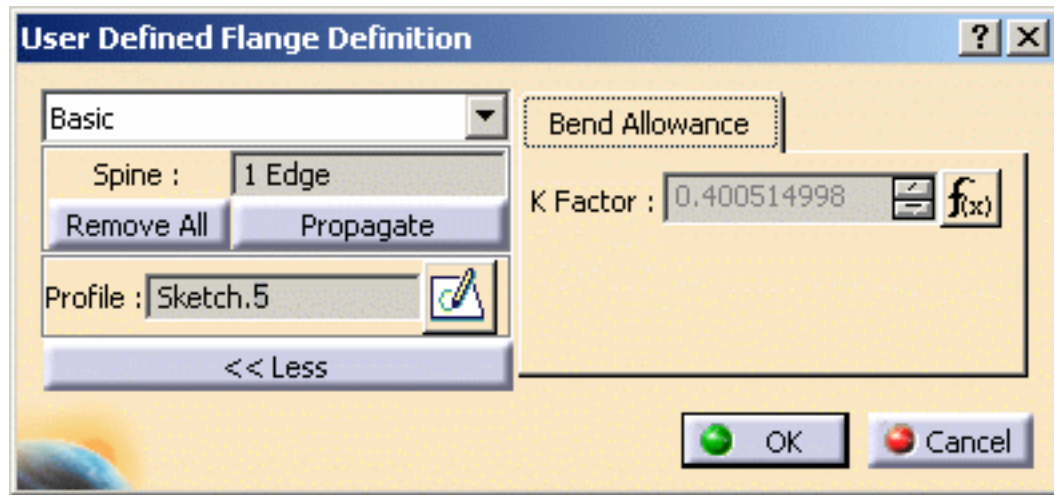 User Defined Flange Definition
Basic
Spine : 1 Edge
Remove All Propagate
Profile : Sketch.5
<< Less
Bend Allowance
K Factor : 0.400514998 f(x)
OK Cancel